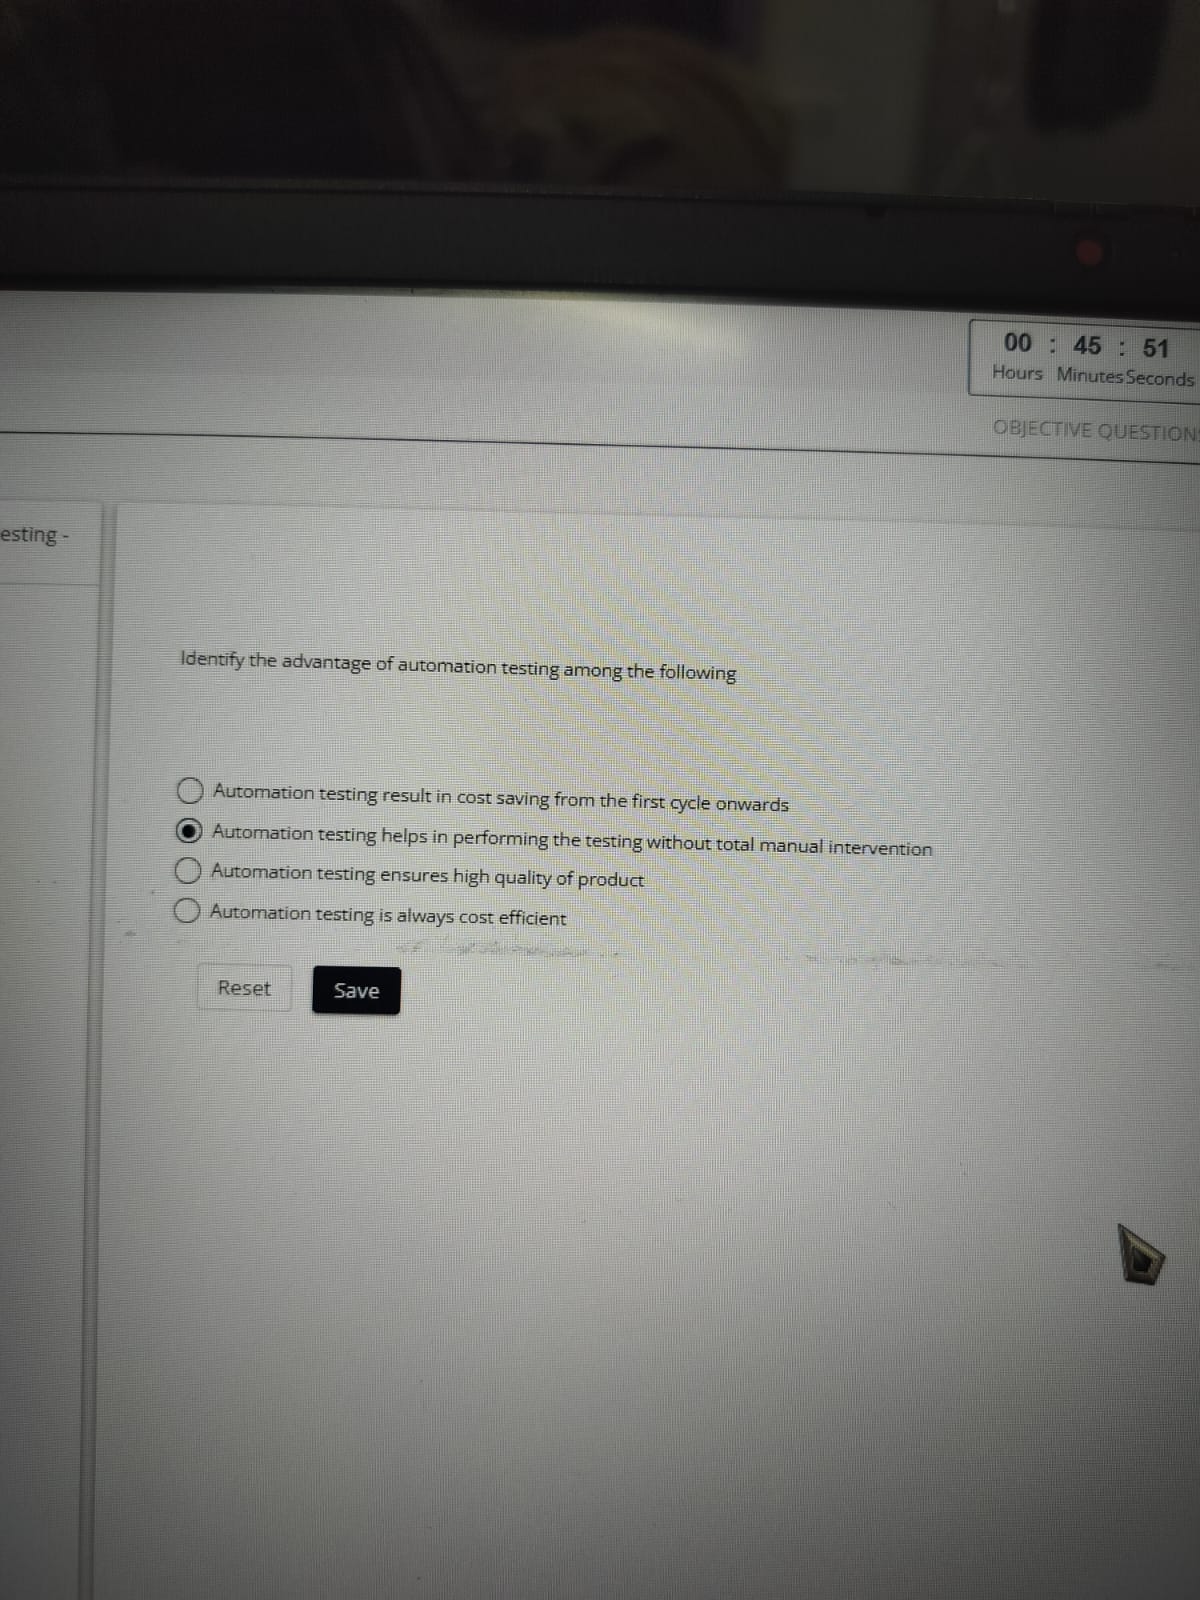 00 : 45 : 51
Hours Minutes Seconds
OBJECTIVE QUESTION
esting -
Identify the advantage of automation testing among the following
Automation testing result in cost saving from the first cycle onwards
Automation testing helps in performing the testing without total manual intervention
Automation testing ensures high quality of product
Automation testing is always cost efficient
Reset Save